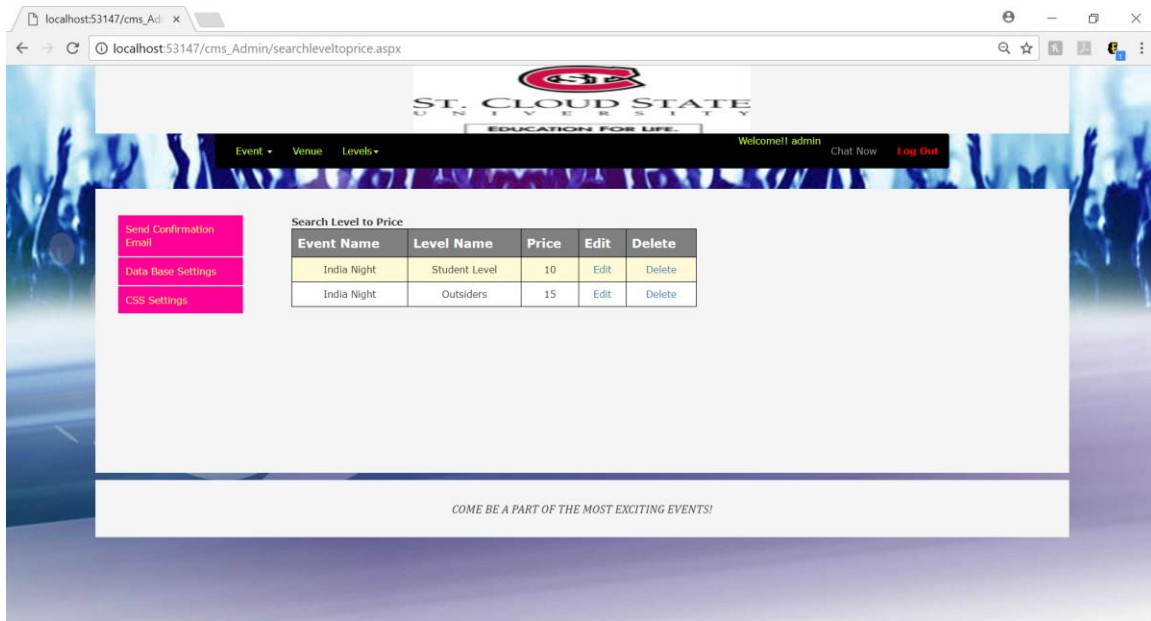 localhost:53147/cms_Ad
localhost:53147/cms_Admin/searchleveltoprice.aspx
ST. CLOUD STATE
UNIVERSITY
EDUCATION FOR LIFE.
Event Venue Levels Welcome!! admin Chat Now Log Out
Send Confirmation
Email
Data Base Settings
CSS Settings
Search Level to Price
Event Name Level Name Price Edit Delete
India Night Student Level 10 Edit Delete
India Night Outsiders 15 Edit Delete
COME BE A PART OF THE MOST EXCITING EVENTS!